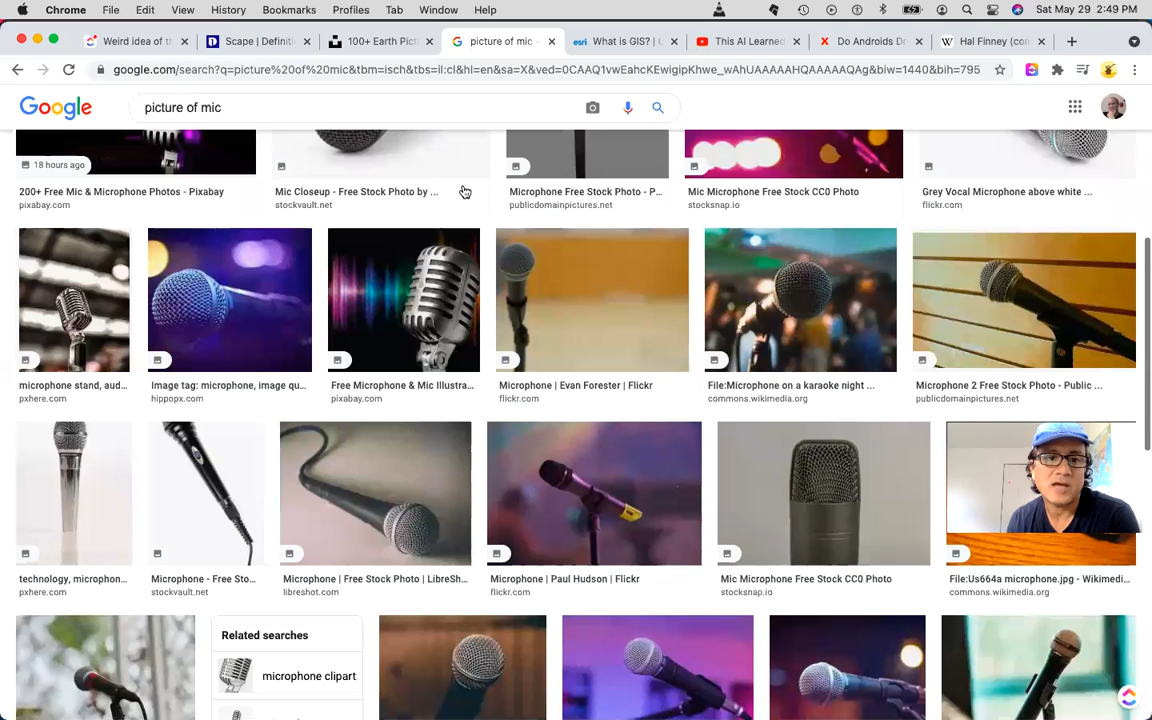 Chrome File Edit View History Bookmarks Profiles Tab Window Help Sat May 29 2:49 PM
Weird idea of th
Scape | Definiti
100+ Earth Pict
picture of mic -
esri What is GIS? | G
This AI Learned
Do Androids Dr
W Hal Finney (com
google.com/search?q=picture%20of%20mic&tbm=isch&tbs=il:cl&hl=en&sa=X&ved=0CAAQ1vwEahcKEwigipKhwe_wAhUAAAAAHQAAAAAQAg&biw=1440&bih=795
Google picture of mic
18 hours ago
200+ Free Mic & Microphone Photos - Pixabay
pixabay.com
Mic Closeup - Free Stock Photo by ...
stockvault.net
Microphone Free Stock Photo - P...
publicdomainpictures.net
Mic Microphone Free Stock CC0 Photo
stocksnap.io
Grey Vocal Microphone above white ...
flickr.com
microphone stand, aud...
pxhere.com
Image tag: microphone, image qu...
hippopx.com
Free Microphone & Mic Illustra...
pixabay.com
Microphone | Evan Forester | Flickr
flickr.com
File:Microphone on a karaoke night ...
commons.wikimedia.org
Microphone 2 Free Stock Photo - Public ...
publicdomainpictures.net
technology, microphon...
pxhere.com
Microphone - Free Sto...
stockvault.net
Microphone | Free Stock Photo | LibreSh...
libreshot.com
Microphone | Paul Hudson | Flickr
flickr.com
Mic Microphone Free Stock CC0 Photo
stocksnap.io
File:Us664a microphone.jpg - Wikimedi...
commons.wikimedia.org
Related searches
microphone clipart